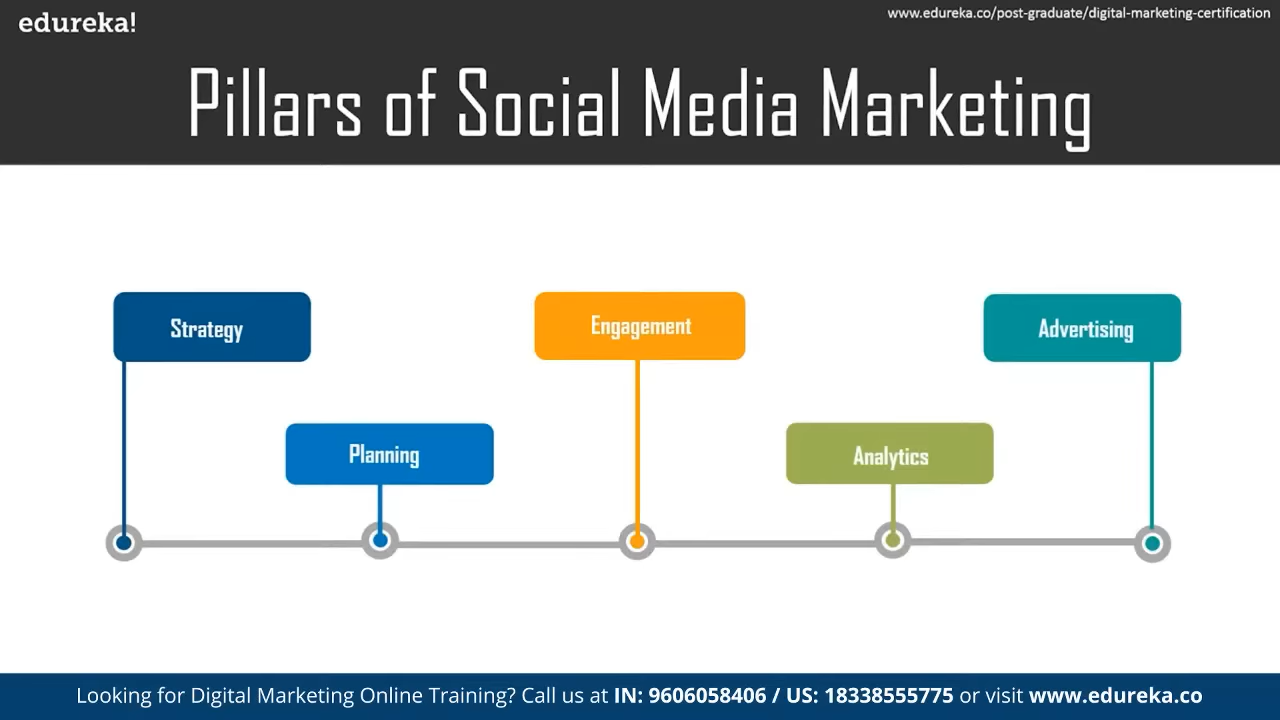 edureka!
www.edureka.co/post-graduate/digital-marketing-certification
Pillars of Social Media Marketing
Strategy
Planning
Engagement
Analytics
Advertising
Looking for Digital Marketing Online Training? Call us at IN: 9606058406 / US: 18338555775 or visit www.edureka.co